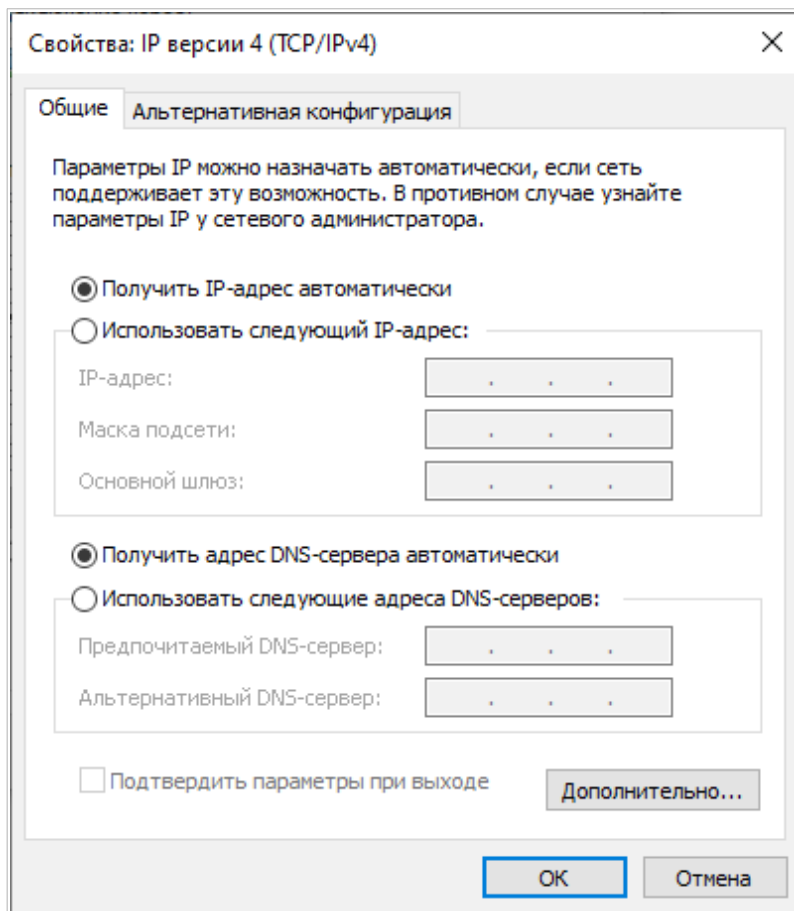 Свойства: IP версии 4 (TCP/IPv4)
Общие
Альтернативная конфигурация
Параметры IP можно назначать автоматически, если сеть
поддерживает эту возможность. В противном случае узнайте
параметры IP у сетевого администратора.
Получить IP-адрес автоматически
Использовать следующий IP-адрес:
IP-адрес:
Маска подсети:
Основной шлюз:
Получить адрес DNS-сервера автоматически
Использовать следующие адреса DNS-серверов:
Предпочитаемый DNS-сервер:
Альтернативный DNS-сервер:
Подтвердить параметры при выходе
Дополнительно...
ОК
Отмена